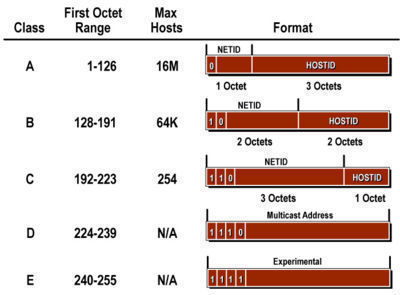 Class First Octet Range Max Hosts Format
NETID
A 1-126 16M 0 HOSTID
1 Octet 3 Octets
NETID
B 128-191 64K 1 0 HOSTID
2 Octets 2 Octets
NETID
C 192-223 254 1 1 0 HOSTID
3 Octets 1 Octet
Multicast Address
D 224-239 N/A 1 1 1 0
Experimental
E 240-255 N/A 1 1 1 1